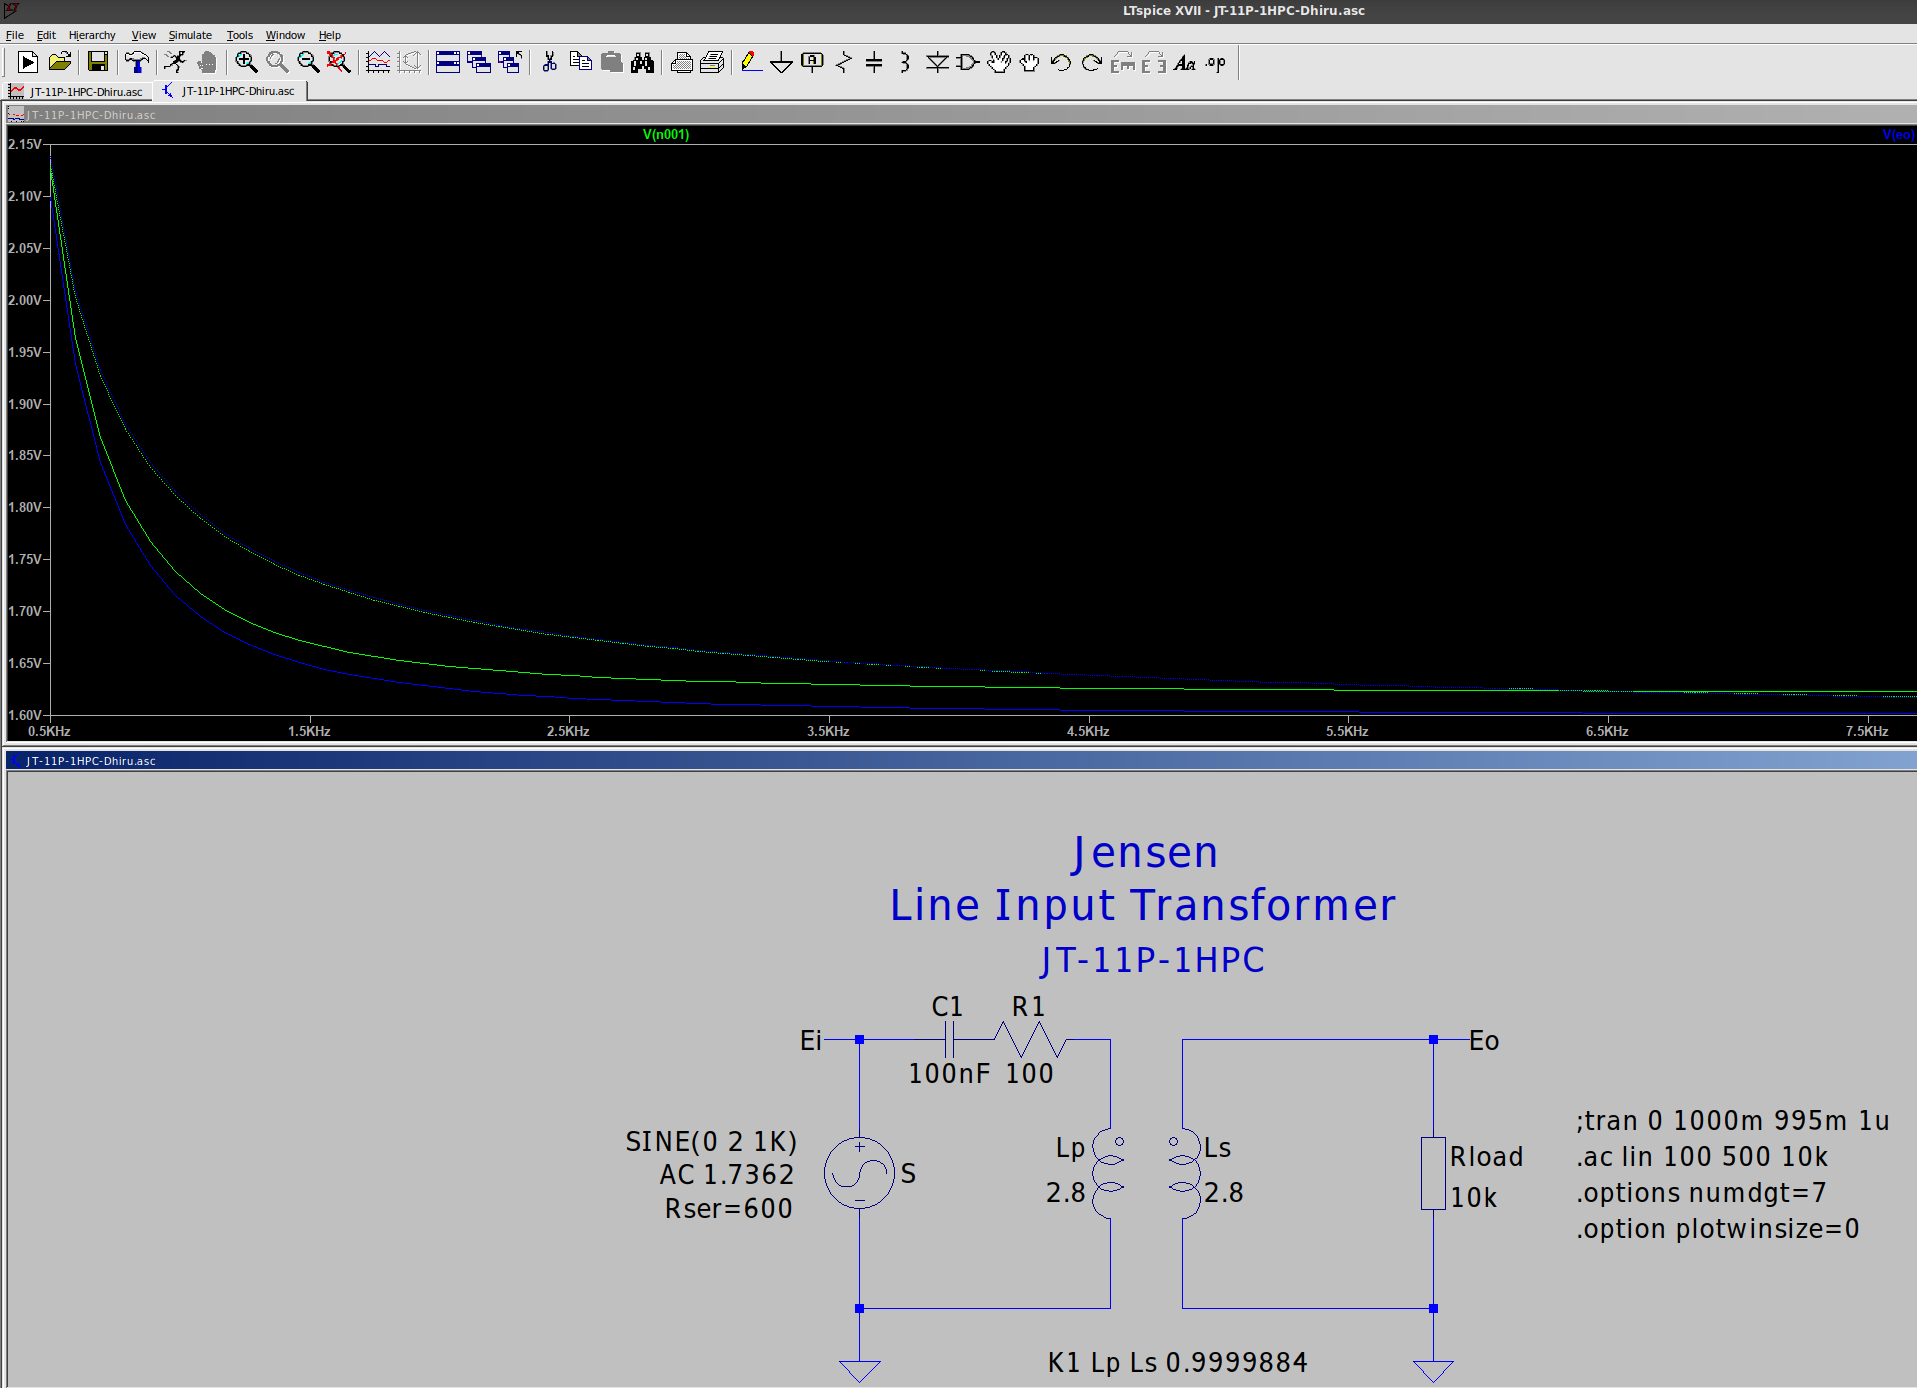 LTspice XVII - JT-11P-1HPC-Dhiru.asc
File Edit Hierarchy View Simulate Tools Window Help
JT-11P-1HPC-Dhiru.asc JT-11P-1HPC-Dhiru.asc
JT-11P-1HPC-Dhiru.asc
V(n001) V(eo)
2.15V
2.10V
2.05V
2.00V
1.95V
1.90V
1.85V
1.80V
1.75V
1.70V
1.65V
1.60V
0.5KHz 1.5KHz 2.5KHz 3.5KHz 4.5KHz 5.5KHz 6.5KHz 7.5KHz
JT-11P-1HPC-Dhiru.asc
Jensen
Line Input Transformer
JT-11P-1HPC
C1 R1
Ei Eo
100nF 100
SINE(0 2 1K)
AC 1.7362
Rser=600
S
Lp
2.8
Ls
2.8
Rload
10k
;tran 0 1000m 995m 1u
.ac lin 100 500 10k
.options numdgt=7
.option plotwinsize=0
K1 Lp Ls 0.9999884